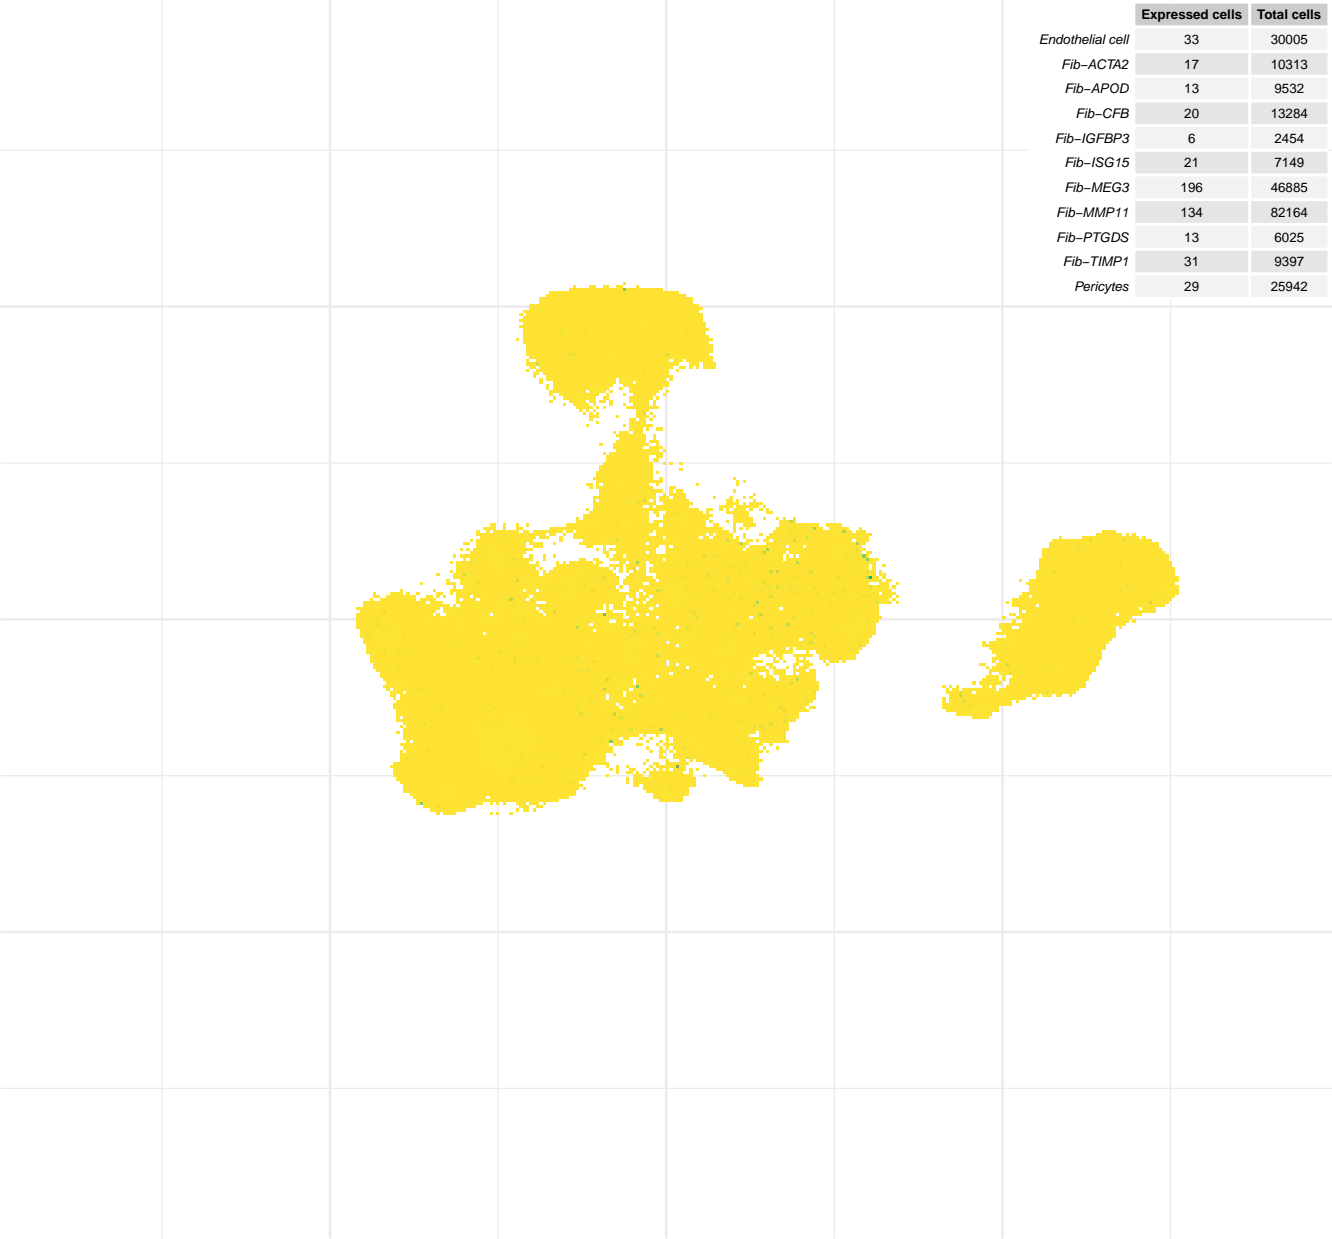 Expressed cells Total cells
Endothelial cell 33 30005
Fib−ACTA2 17 10313
Fib−APOD 13 9532
Fib−CFB 20 13284
Fib−IGFBP3 6 2454
Fib−ISG15 21 7149
Fib−MEG3 196 46885
Fib−MMP11 134 82164
Fib−PTGDS 13 6025
Fib−TIMP1 31 9397
Pericytes 29 25942